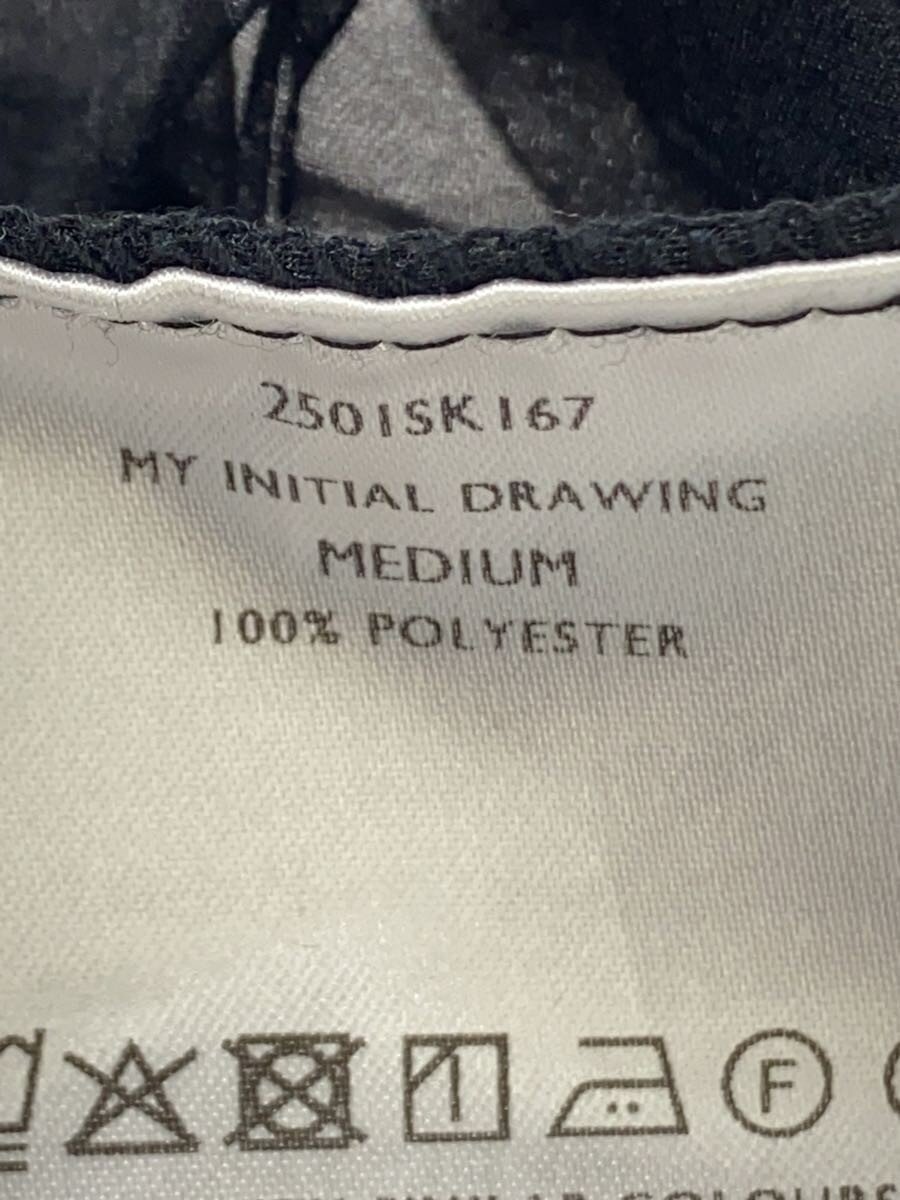 2501SK167
MY INITIAL DRAWING
MEDIUM
100% POLYESTER
F